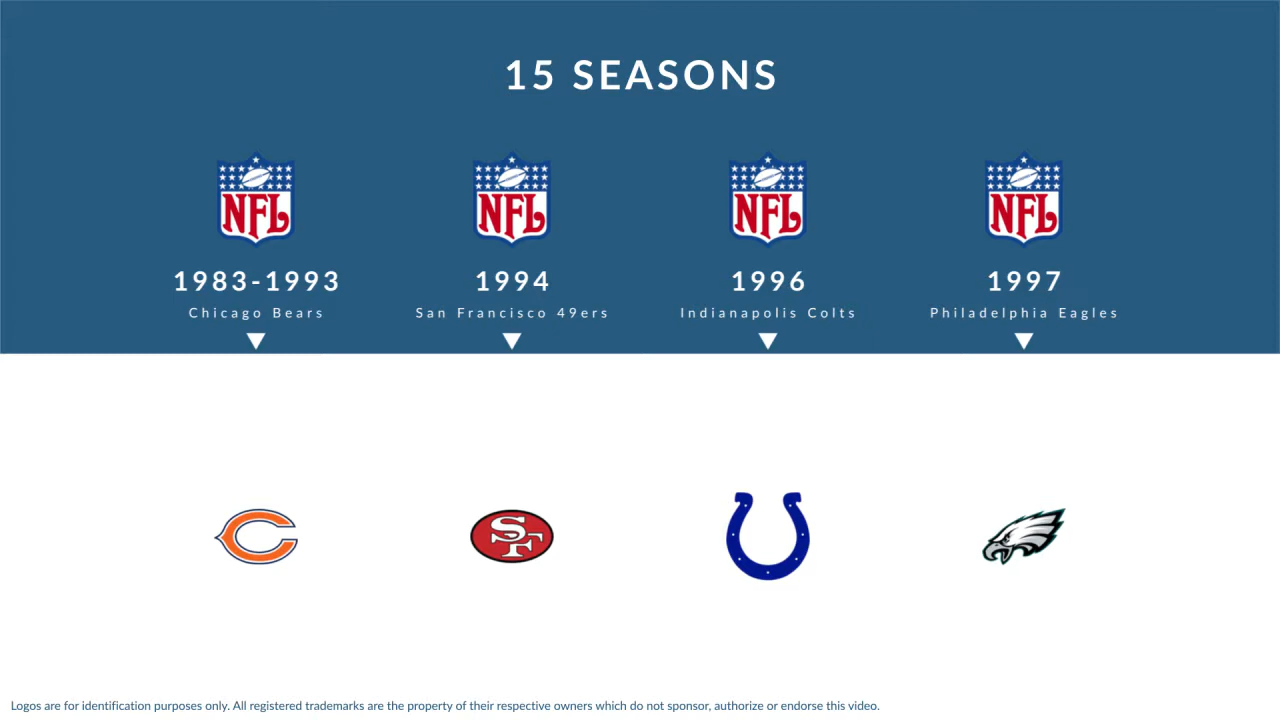 15 SEASONS
NFL NFL NFL NFL
1983-1993 1994 1996 1997
Chicago Bears San Francisco 49ers Indianapolis Colts Philadelphia Eagles
SF
Logos are for identification purposes only. All registered trademarks are the property of their respective owners which do not sponsor, authorize or endorse this video.